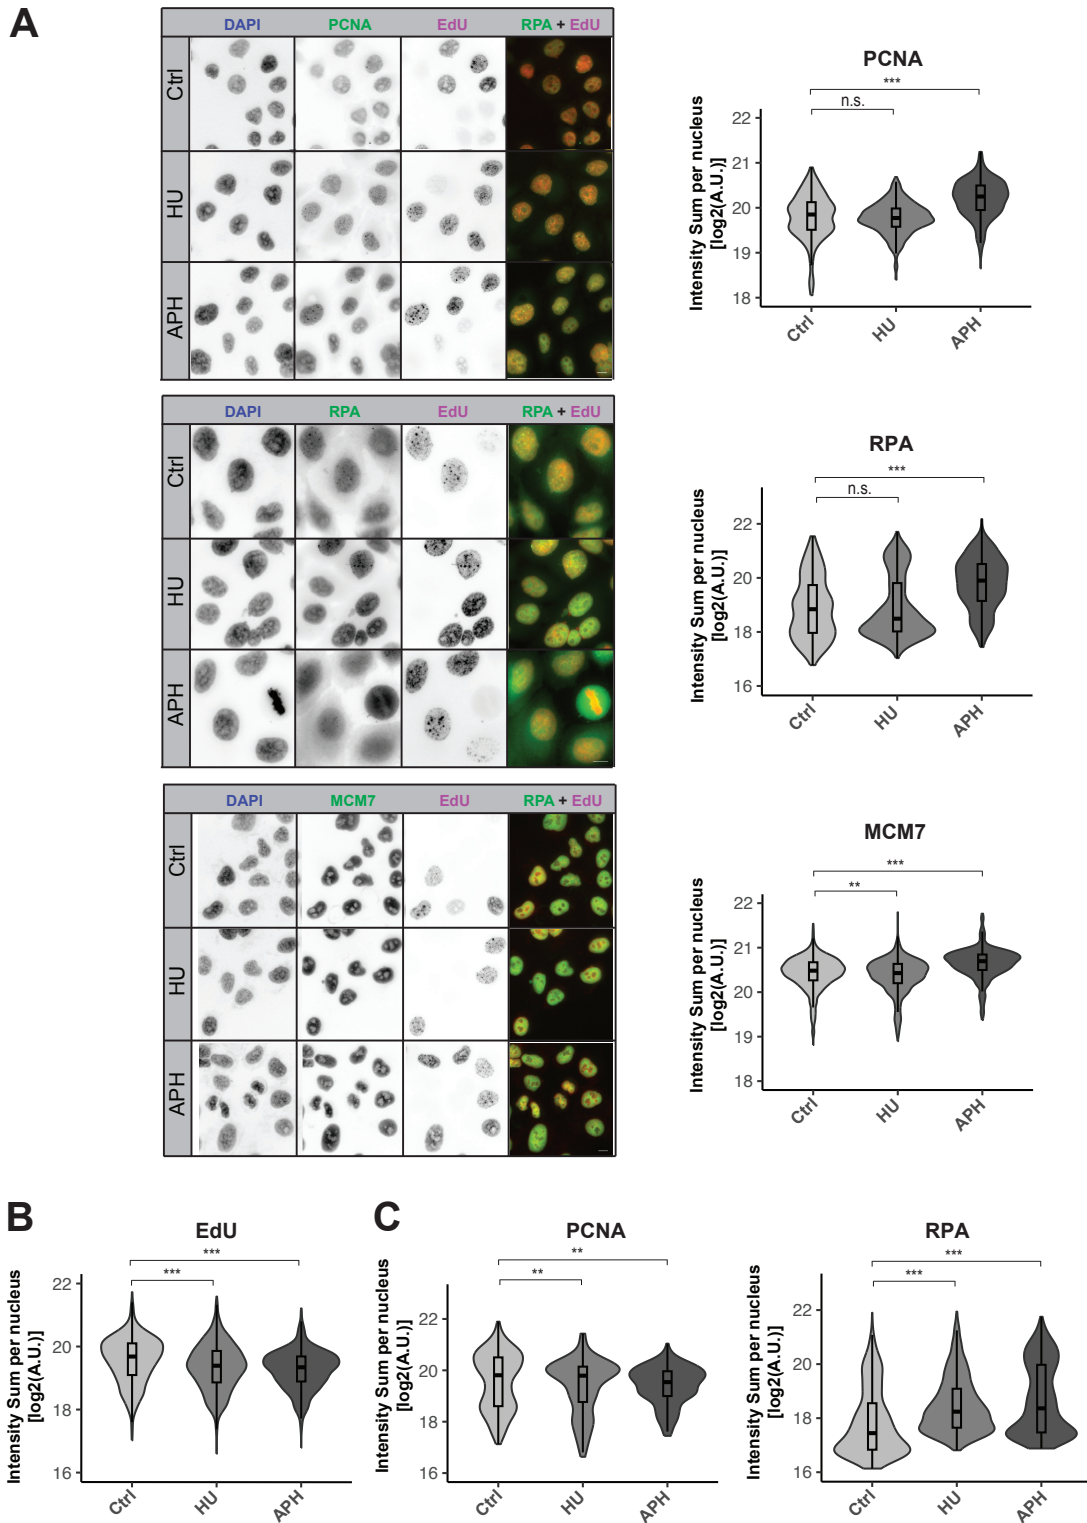 A
DAPI PCNA EdU RPA + EdU
Ctrl
HU
APH
PCNA
***
n.s.
Intensity Sum per nucleus
[log2(A.U.)]
22
21
20
19
18
Ctrl HU APH
DAPI RPA EdU RPA + EdU
Ctrl
HU
APH
RPA
***
n.s.
Intensity Sum per nucleus
[log2(A.U.)]
22
20
18
16
Ctrl HU APH
DAPI MCM7 EdU RPA + EdU
Ctrl
HU
APH
MCM7
***
**
Intensity Sum per nucleus
[log2(A.U.)]
22
21
20
19
18
Ctrl HU APH
B
EdU
***
***
Intensity Sum per nucleus
[log2(A.U.)]
22
20
18
16
Ctrl HU APH
C
PCNA
**
**
Intensity Sum per nucleus
[log2(A.U.)]
22
20
18
16
Ctrl HU APH
RPA
***
***
Intensity Sum per nucleus
[log2(A.U.)]
22
20
18
16
Ctrl HU APH